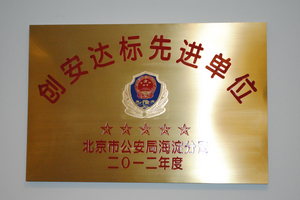 创安达标先进单位
北京市公安局海淀分局
二〇一二年度